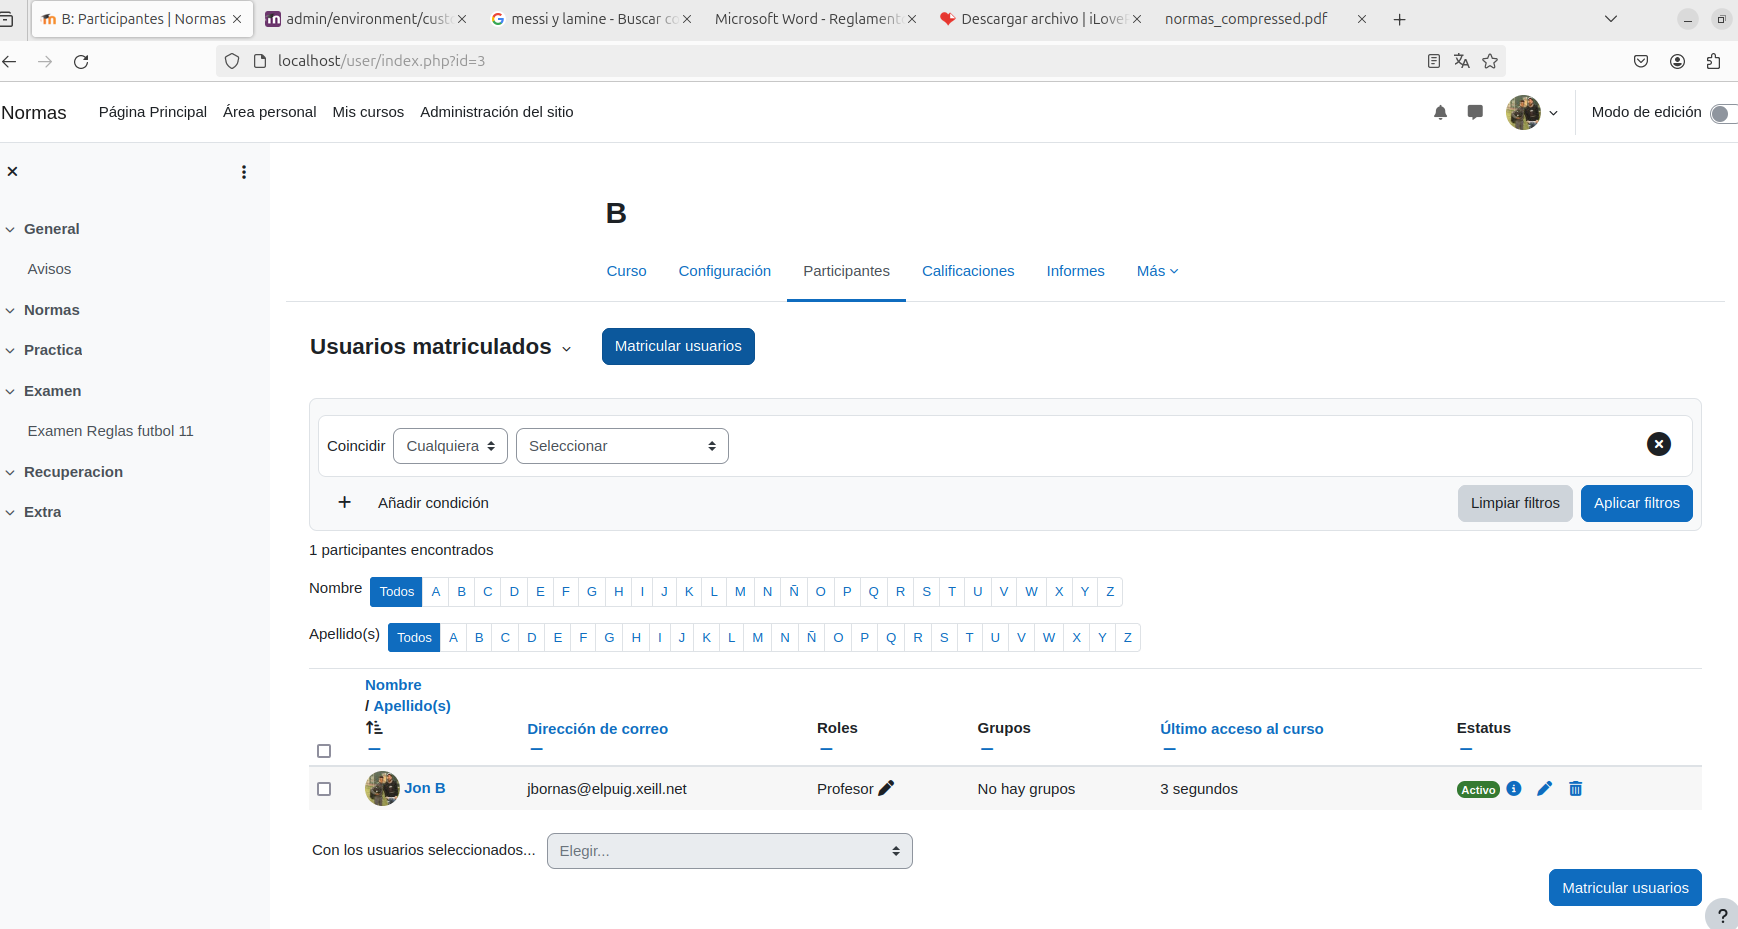 B: Participantes | Normas
admin/environment/cust
messi y lamine - Buscar co
Microsoft Word - Reglament
Descargar archivo | iLove
normas_compressed.pdf
localhost/user/index.php?id=3
Normas
Página Principal
Área personal
Mis cursos
Administración del sitio
Modo de edición
General
Avisos
Normas
Practica
Examen
Examen Reglas futbol 11
Recuperacion
Extra
B
Curso
Configuración
Participantes
Calificaciones
Informes
Más
Usuarios matriculados
Matricular usuarios
Coincidir
Cualquiera
Seleccionar
Añadir condición
Limpiar filtros
Aplicar filtros
1 participantes encontrados
Nombre Todos A B C D E F G H I J K L M N Ñ O P Q R S T U V W X Y Z
Apellido(s) Todos A B C D E F G H I J K L M N Ñ O P Q R S T U V W X Y Z
Nombre
/ Apellido(s)
Dirección de correo
Roles
Grupos
Último acceso al curso
Estatus
Jon B
jbornas@elpuig.xeill.net
Profesor
No hay grupos
3 segundos
Activo
Con los usuarios seleccionados...
Elegir...
Matricular usuarios
?